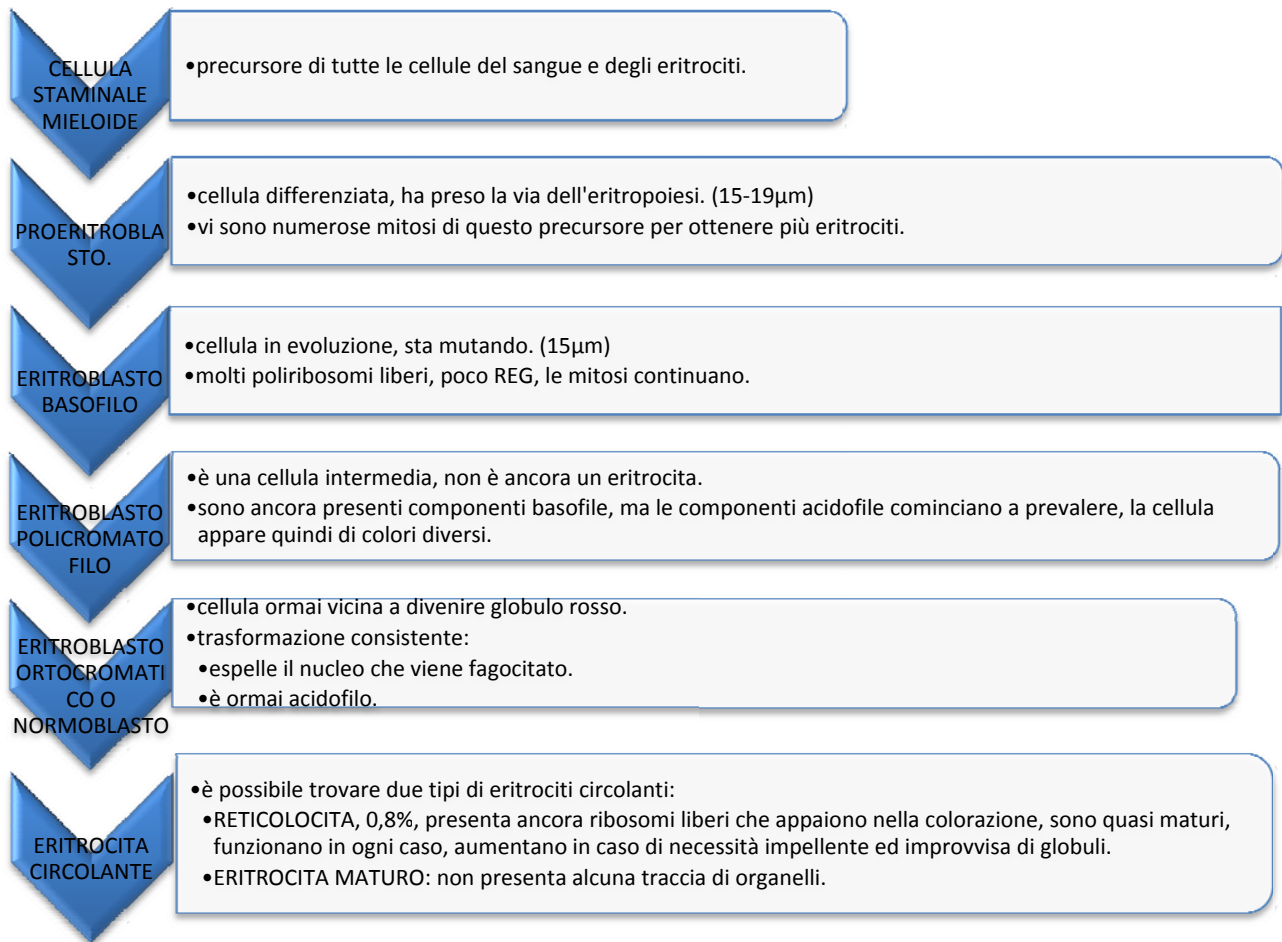 CELLULA
STAMINALE
MIELOIDE
•precursore di tutte le cellule del sangue e degli eritrociti.
PROERITROBLA
STO.
•cellula differenziata, ha preso la via dell'eritropoiesi. (15-19µm)
•vi sono numerose mitosi di questo precursore per ottenere più eritrociti.
ERITROBLASTO
BASOFILO
•cellula in evoluzione, sta mutando. (15µm)
•molti poliribosomi liberi, poco REG, le mitosi continuano.
ERITROBLASTO
POLICROMATO
FILO
•è una cellula intermedia, non è ancora un eritrocita.
•sono ancora presenti componenti basofile, ma le componenti acidofile cominciano a prevalere, la cellula
appare quindi di colori diversi.
ERITROBLASTO
ORTOCROMATI
CO O
NORMOBLASTO
•cellula ormai vicina a divenire globulo rosso.
•trasformazione consistente:
•espelle il nucleo che viene fagocitato.
•è ormai acidofilo.
ERITROCITA
CIRCOLANTE
•è possibile trovare due tipi di eritrociti circolanti:
•RETICOLOCITA, 0,8%, presenta ancora ribosomi liberi che appaiono nella colorazione, sono quasi maturi,
funzionano in ogni caso, aumentano in caso di necessità impellente ed improvvisa di globuli.
•ERITROCITA MATURO: non presenta alcuna traccia di organelli.